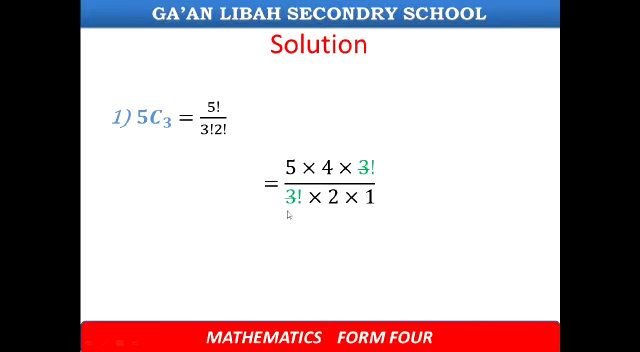 GA'AN LIBAH SECONDRY SCHOOL
Solution
1) 5C₃ = 5!/3!2!
= 5 × 4 × 3!/3! × 2 × 1
MATHEMATICS FORM FOUR